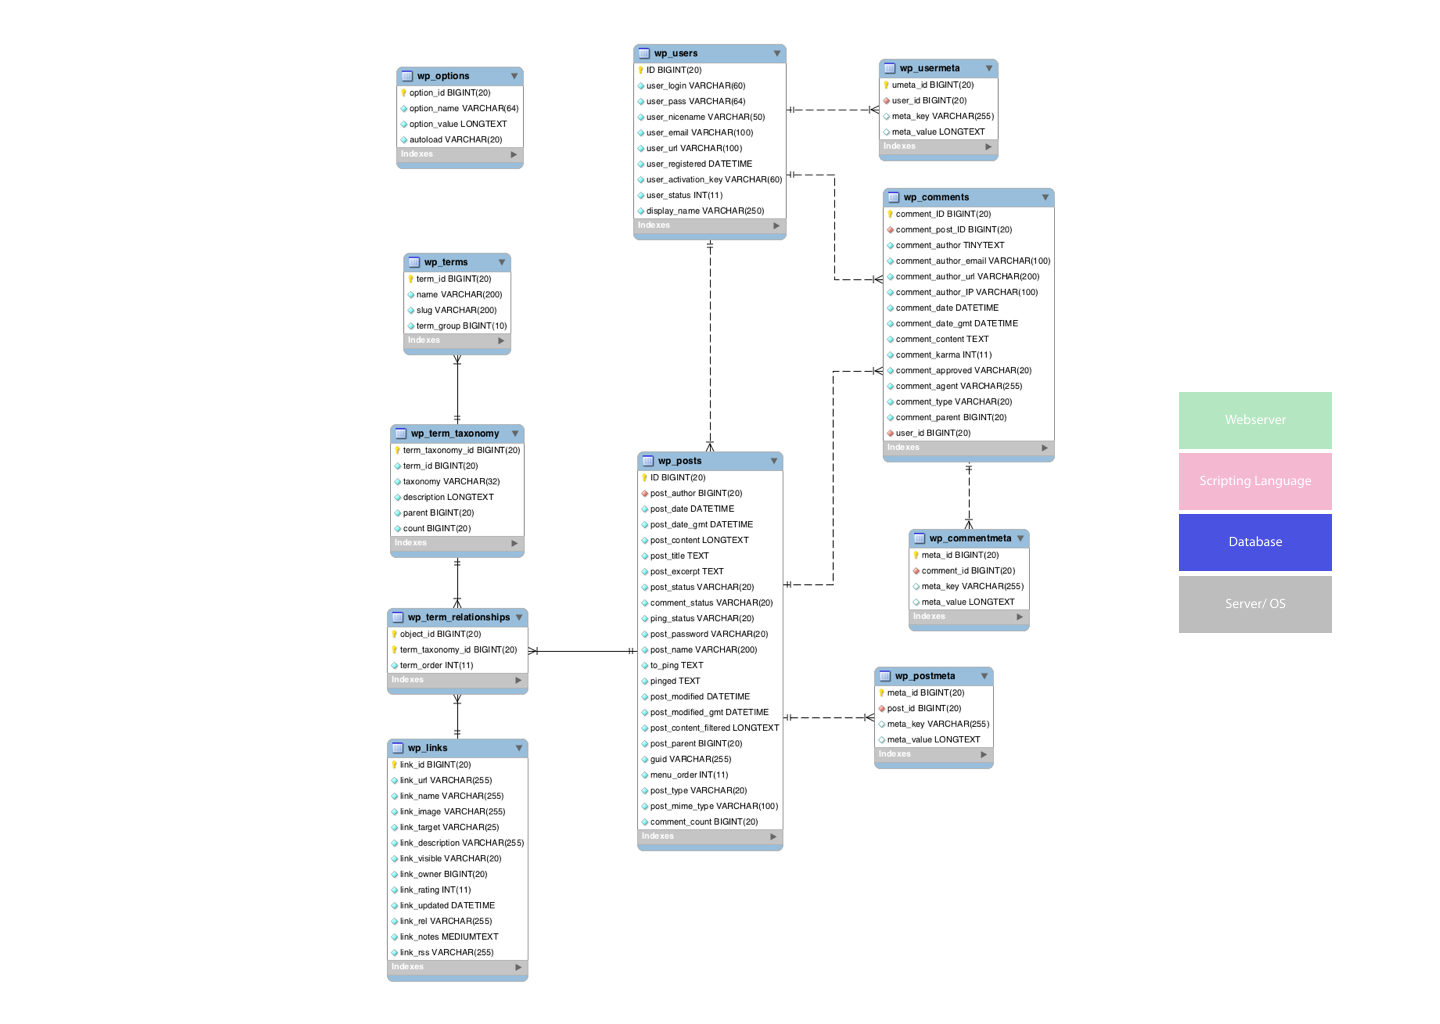 wp_options
option_id BIGINT(20)
option_name VARCHAR(64)
option_value LONGTEXT
autoload VARCHAR(20)
Indexes
wp_terms
term_id BIGINT(20)
name VARCHAR(200)
slug VARCHAR(200)
term_group BIGINT(10)
Indexes
wp_term_taxonomy
term_taxonomy_id BIGINT(20)
term_id BIGINT(20)
taxonomy VARCHAR(32)
description LONGTEXT
parent BIGINT(20)
count BIGINT(20)
Indexes
wp_term_relationships
object_id BIGINT(20)
term_taxonomy_id BIGINT(20)
term_order INT(11)
Indexes
wp_links
link_id BIGINT(20)
link_url VARCHAR(255)
link_name VARCHAR(255)
link_image VARCHAR(255)
link_target VARCHAR(25)
link_description VARCHAR(255)
link_visible VARCHAR(20)
link_owner BIGINT(20)
link_rating INT(11)
link_updated DATETIME
link_rel VARCHAR(255)
link_notes MEDIUMTEXT
link_rss VARCHAR(255)
Indexes
wp_users
ID BIGINT(20)
user_login VARCHAR(60)
user_pass VARCHAR(64)
user_nicename VARCHAR(50)
user_email VARCHAR(100)
user_url VARCHAR(100)
user_registered DATETIME
user_activation_key VARCHAR(60)
user_status INT(11)
display_name VARCHAR(250)
Indexes
wp_posts
ID BIGINT(20)
post_author BIGINT(20)
post_date DATETIME
post_date_gmt DATETIME
post_content LONGTEXT
post_title TEXT
post_excerpt TEXT
post_status VARCHAR(20)
comment_status VARCHAR(20)
ping_status VARCHAR(20)
post_password VARCHAR(20)
post_name VARCHAR(200)
to_ping TEXT
pinged TEXT
post_modified DATETIME
post_modified_gmt DATETIME
post_content_filtered LONGTEXT
post_parent BIGINT(20)
guid VARCHAR(255)
menu_order INT(11)
post_type VARCHAR(20)
post_mime_type VARCHAR(100)
comment_count BIGINT(20)
Indexes
wp_usermeta
umeta_id BIGINT(20)
user_id BIGINT(20)
meta_key VARCHAR(255)
meta_value LONGTEXT
Indexes
wp_comments
comment_ID BIGINT(20)
comment_post_ID BIGINT(20)
comment_author TINYTEXT
comment_author_email VARCHAR(100)
comment_author_url VARCHAR(200)
comment_author_IP VARCHAR(100)
comment_date DATETIME
comment_date_gmt DATETIME
comment_content TEXT
comment_karma INT(11)
comment_approved VARCHAR(20)
comment_agent VARCHAR(255)
comment_type VARCHAR(20)
comment_parent BIGINT(20)
user_id BIGINT(20)
Indexes
wp_commentmeta
meta_id BIGINT(20)
comment_id BIGINT(20)
meta_key VARCHAR(255)
meta_value LONGTEXT
Indexes
wp_postmeta
meta_id BIGINT(20)
post_id BIGINT(20)
meta_key VARCHAR(255)
meta_value LONGTEXT
Indexes
Webserver
Scripting Language
Database
Server/ OS